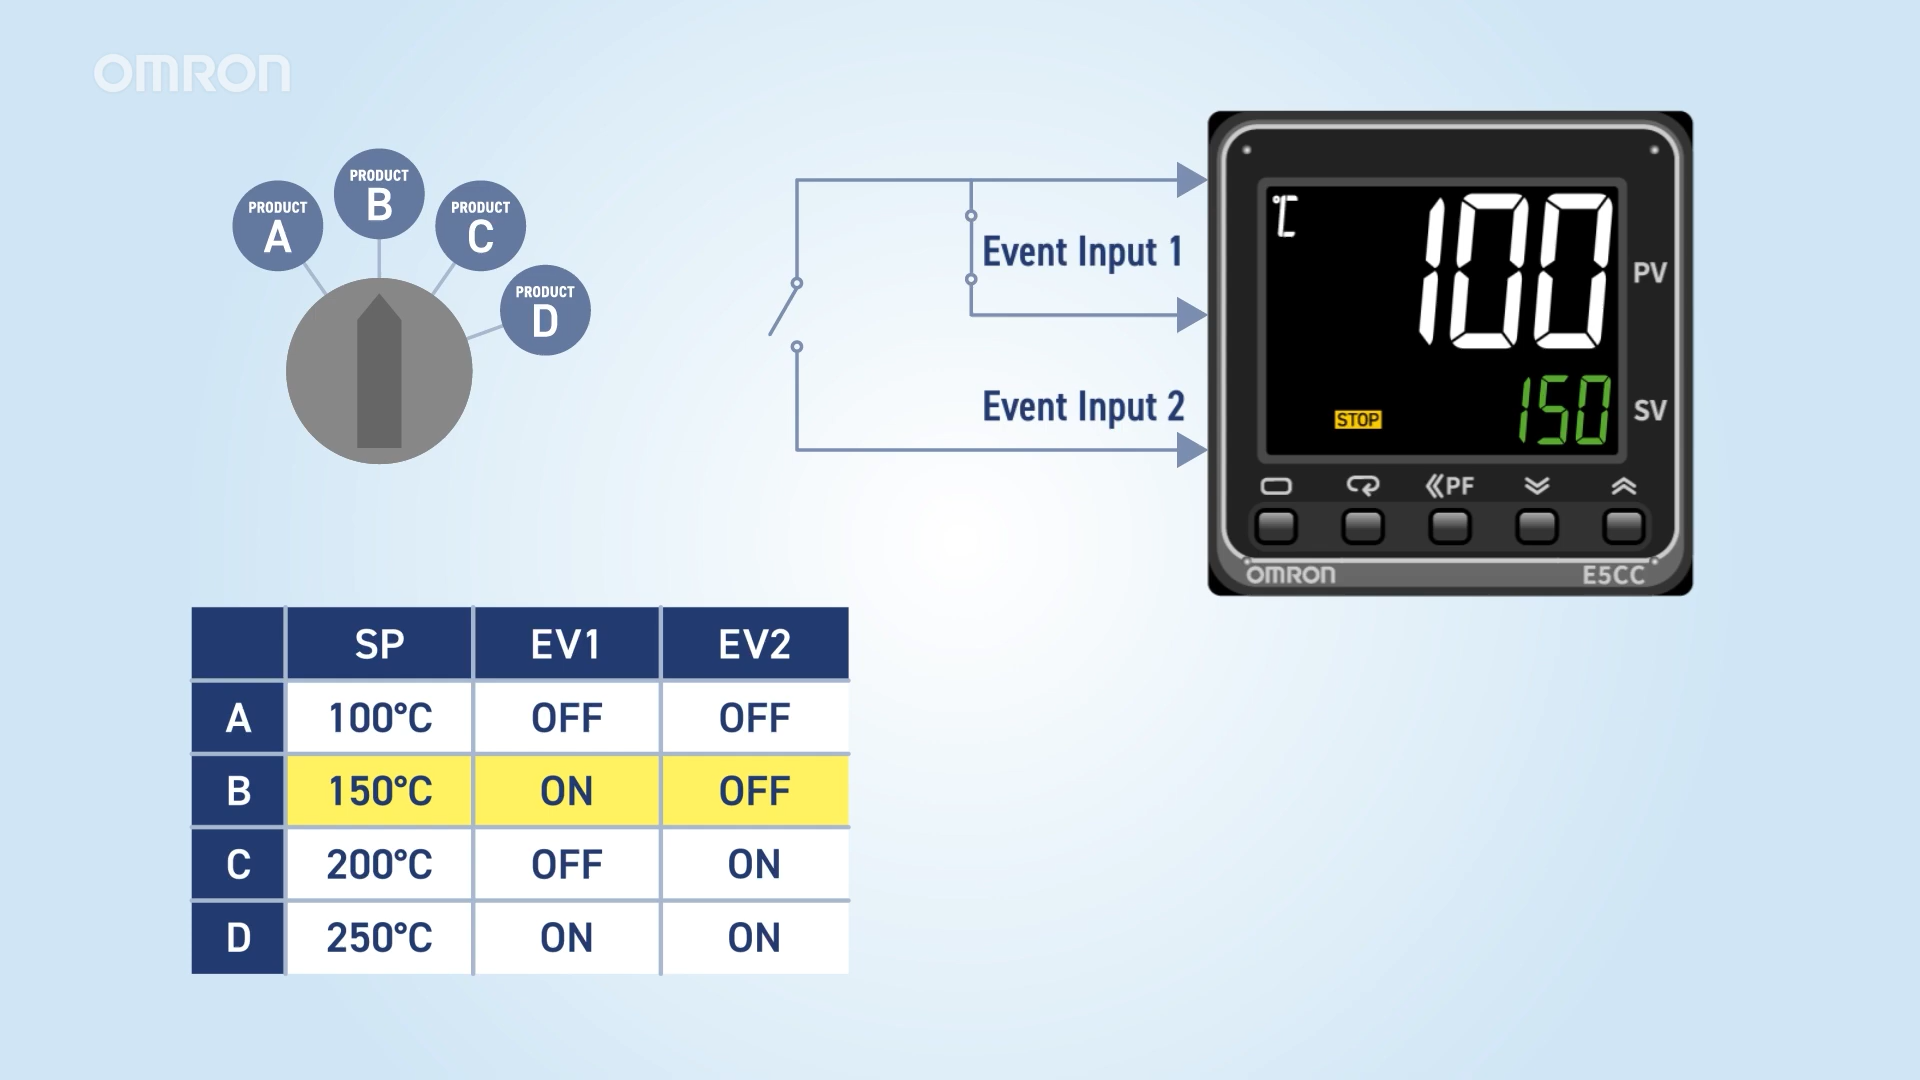 OMRON
PRODUCT
A
PRODUCT
B
PRODUCT
C
PRODUCT
D
Event Input 1
Event Input 2
°C
100
PV
STOP
150
SV
PF
OMRON
E5CC
SP EV1 EV2
A 100°C OFF OFF
B 150°C ON OFF
C 200°C OFF ON
D 250°C ON ON